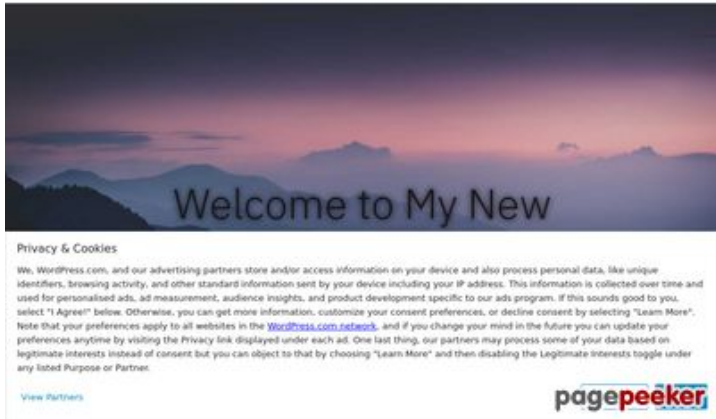 Welcome to My New
Privacy & Cookies
We, WordPress.com, and our advertising partners store and/or access information on your device and also process personal data, like unique
identifiers, browsing activity, and other standard information sent by your device including your IP address. This information is collected over time and
used for personalised ads, ad measurement, audience insights, and product development specific to our ads program. If this sounds good to you,
select "I Agree!" below. Otherwise, you can get more information, customize your consent preferences, or decline consent by selecting "Learn More".
Note that your preferences apply to all websites in the WordPress.com network, and if you change your mind in the future you can update your
preferences anytime by visiting the Privacy link displayed under each ad. One last thing, our partners may process some of your data based on
legitimate interests instead of consent but you can object to that by choosing "Learn More" and then disabling the Legitimate Interests toggle under
any listed Purpose or Partner.
View Partners
pagepeeker